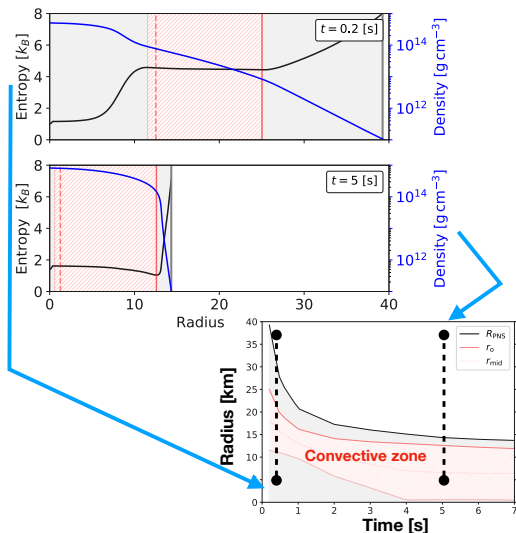 8
6
4
2
0
Entropy [k_B]
t = 0.2 [s]
10^14
10^12
Density [g cm^−3]
8
6
4
2
0
Entropy [k_B]
t = 5 [s]
10^14
10^12
Density [g cm^−3]
0 10 20 30 40
Radius
40
35
30
25
20
15
10
5
0
Radius [km]
R_PNS
r_o
r_mid
Convective zone
0 1 2 3 4 5 6 7
Time [s]